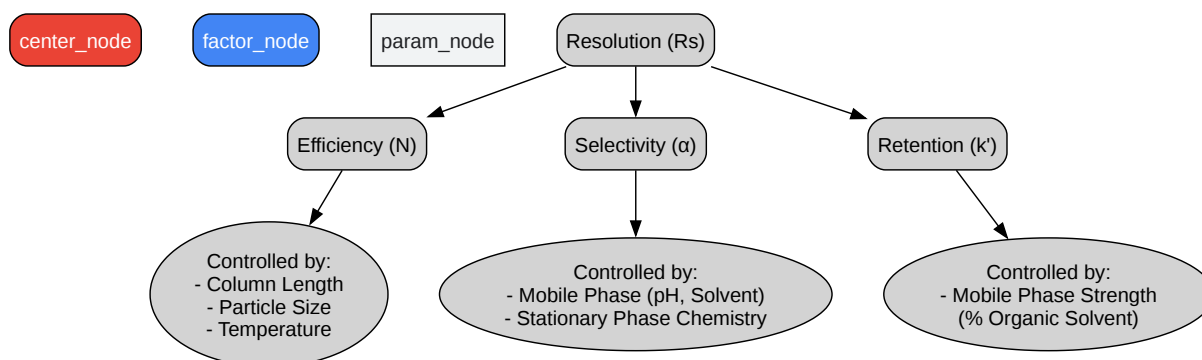 center_node
factor_node
param_node
Resolution (Rs)
Efficiency (N)
Selectivity (α)
Retention (k')
Controlled by:
- Column Length
- Particle Size
- Temperature
Controlled by:
- Mobile Phase (pH, Solvent)
- Stationary Phase Chemistry
Controlled by:
- Mobile Phase Strength
(% Organic Solvent)